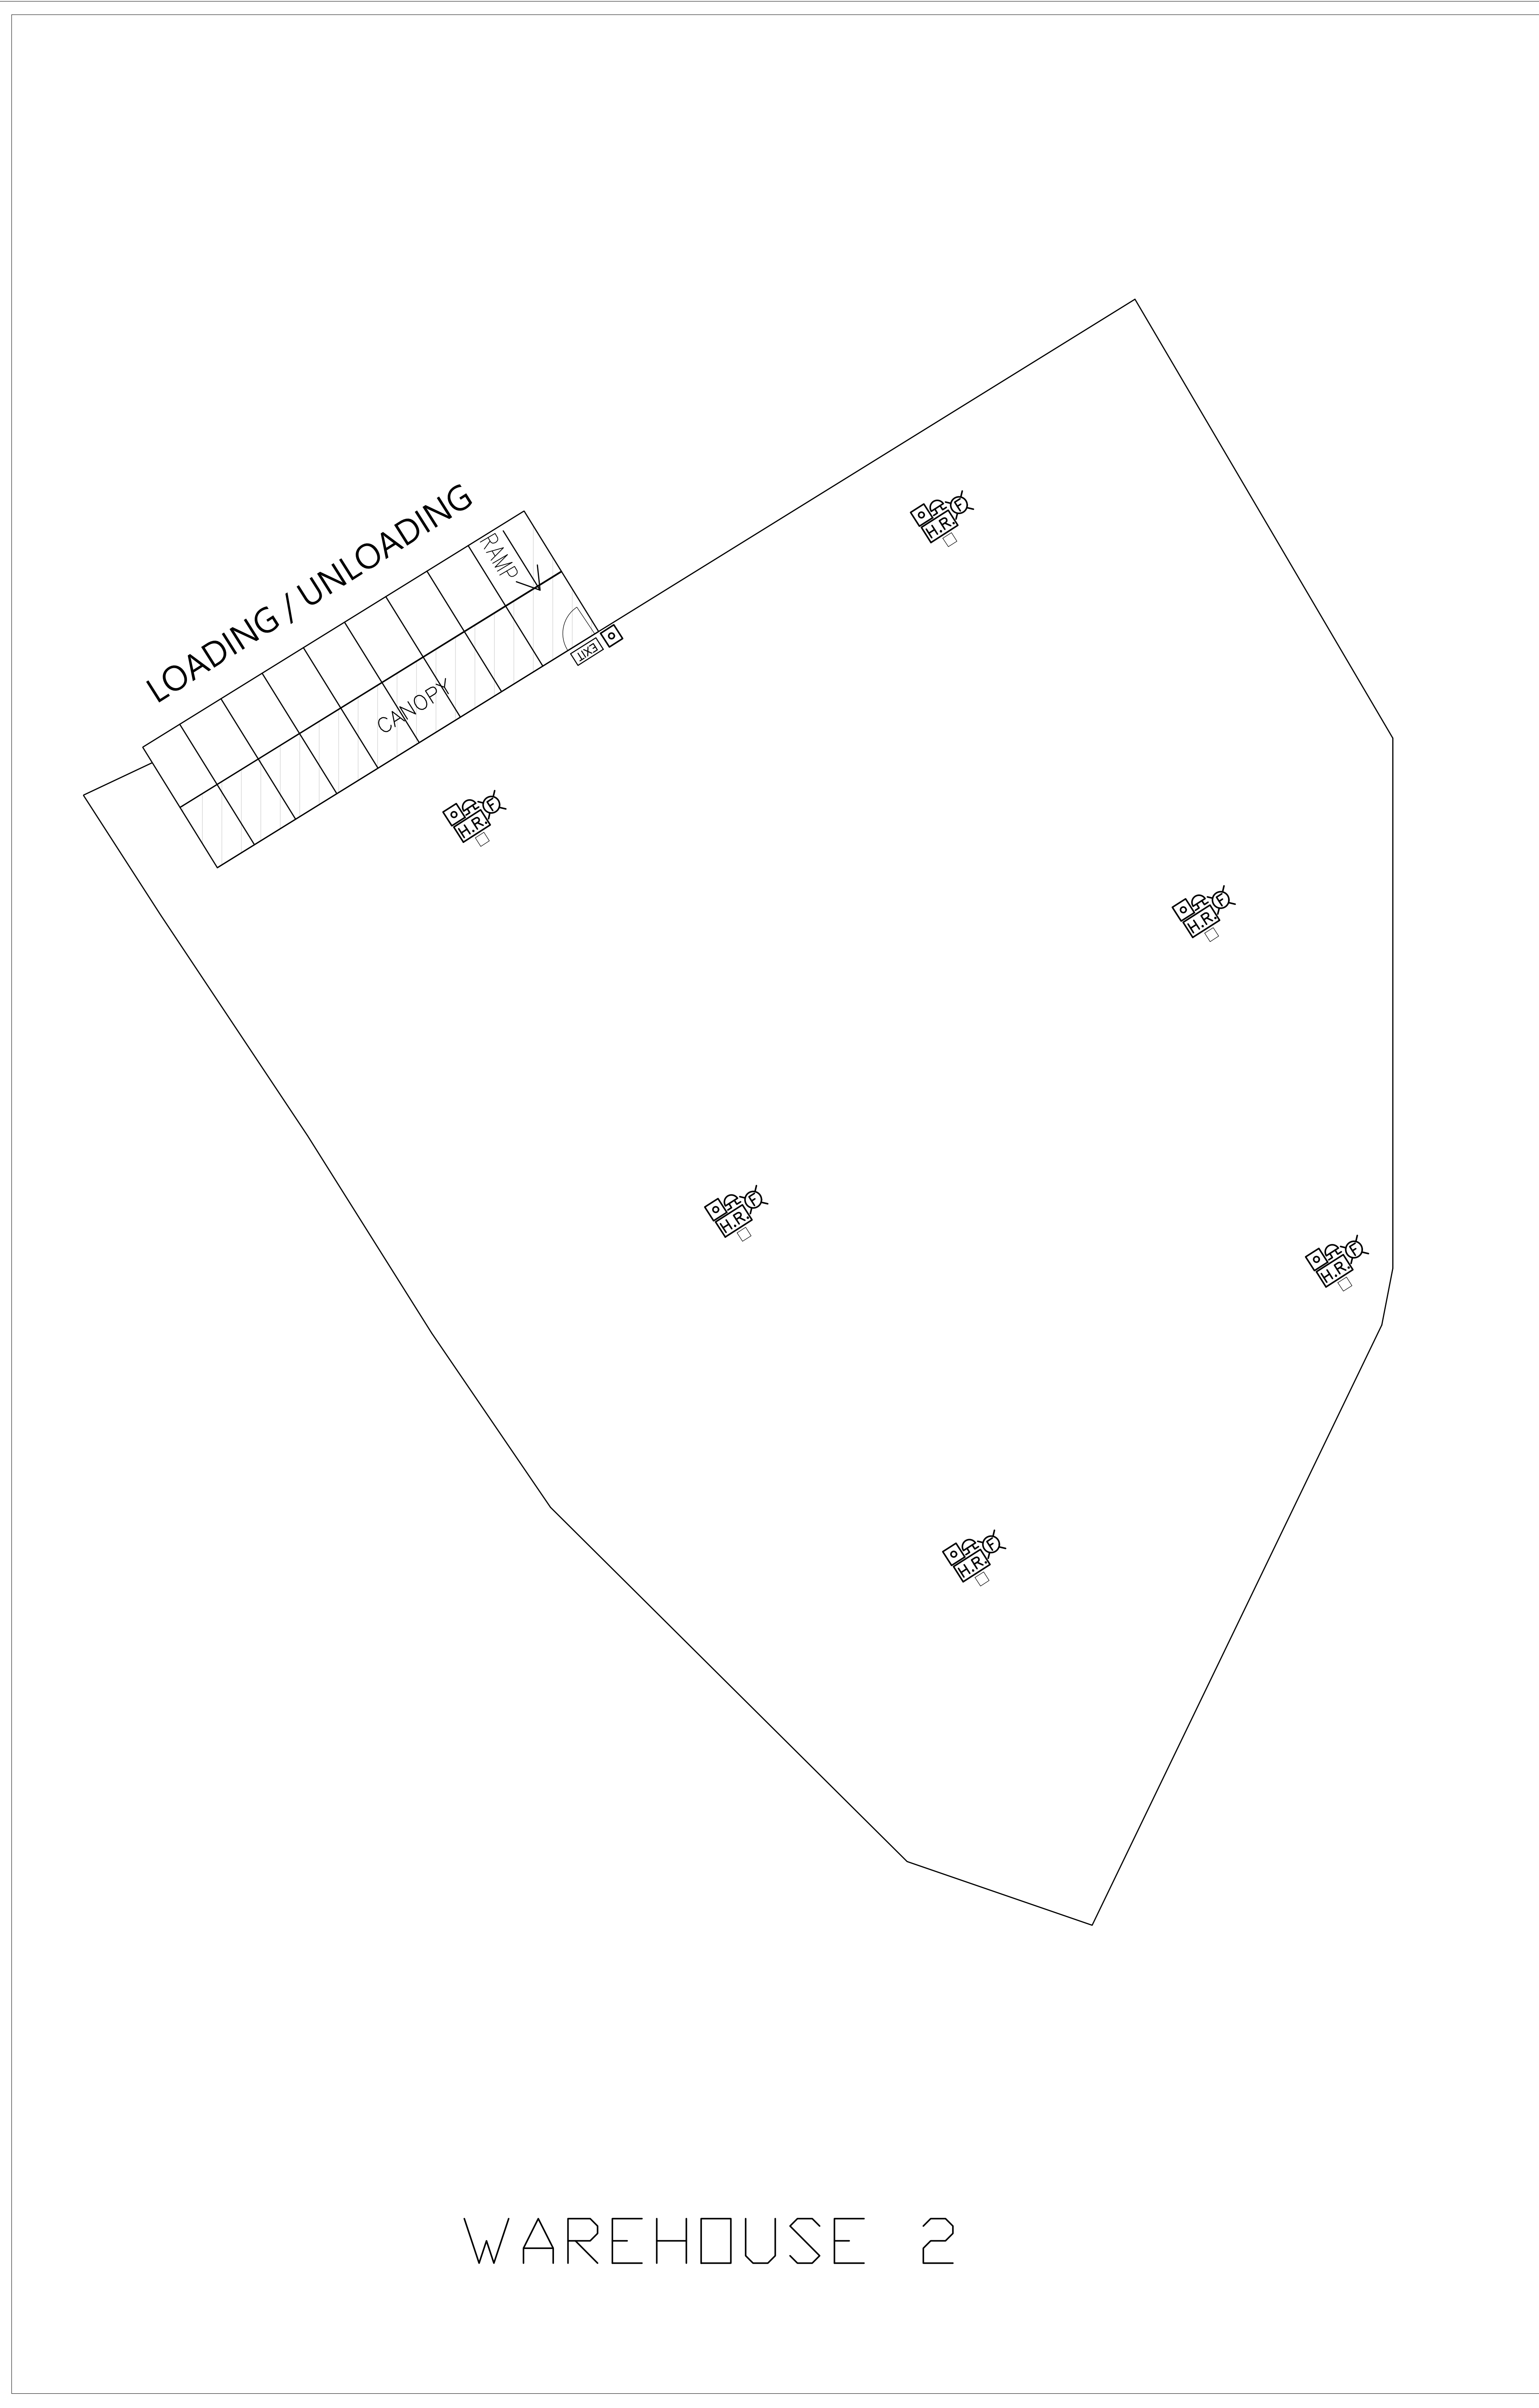 LOADING / UNLOADING
RAMP
CANOPY
EXIT
F
H.R.
F
H.R.
F
H.R.
F
H.R.
F
H.R.
F
H.R.
WAREHOUSE 2